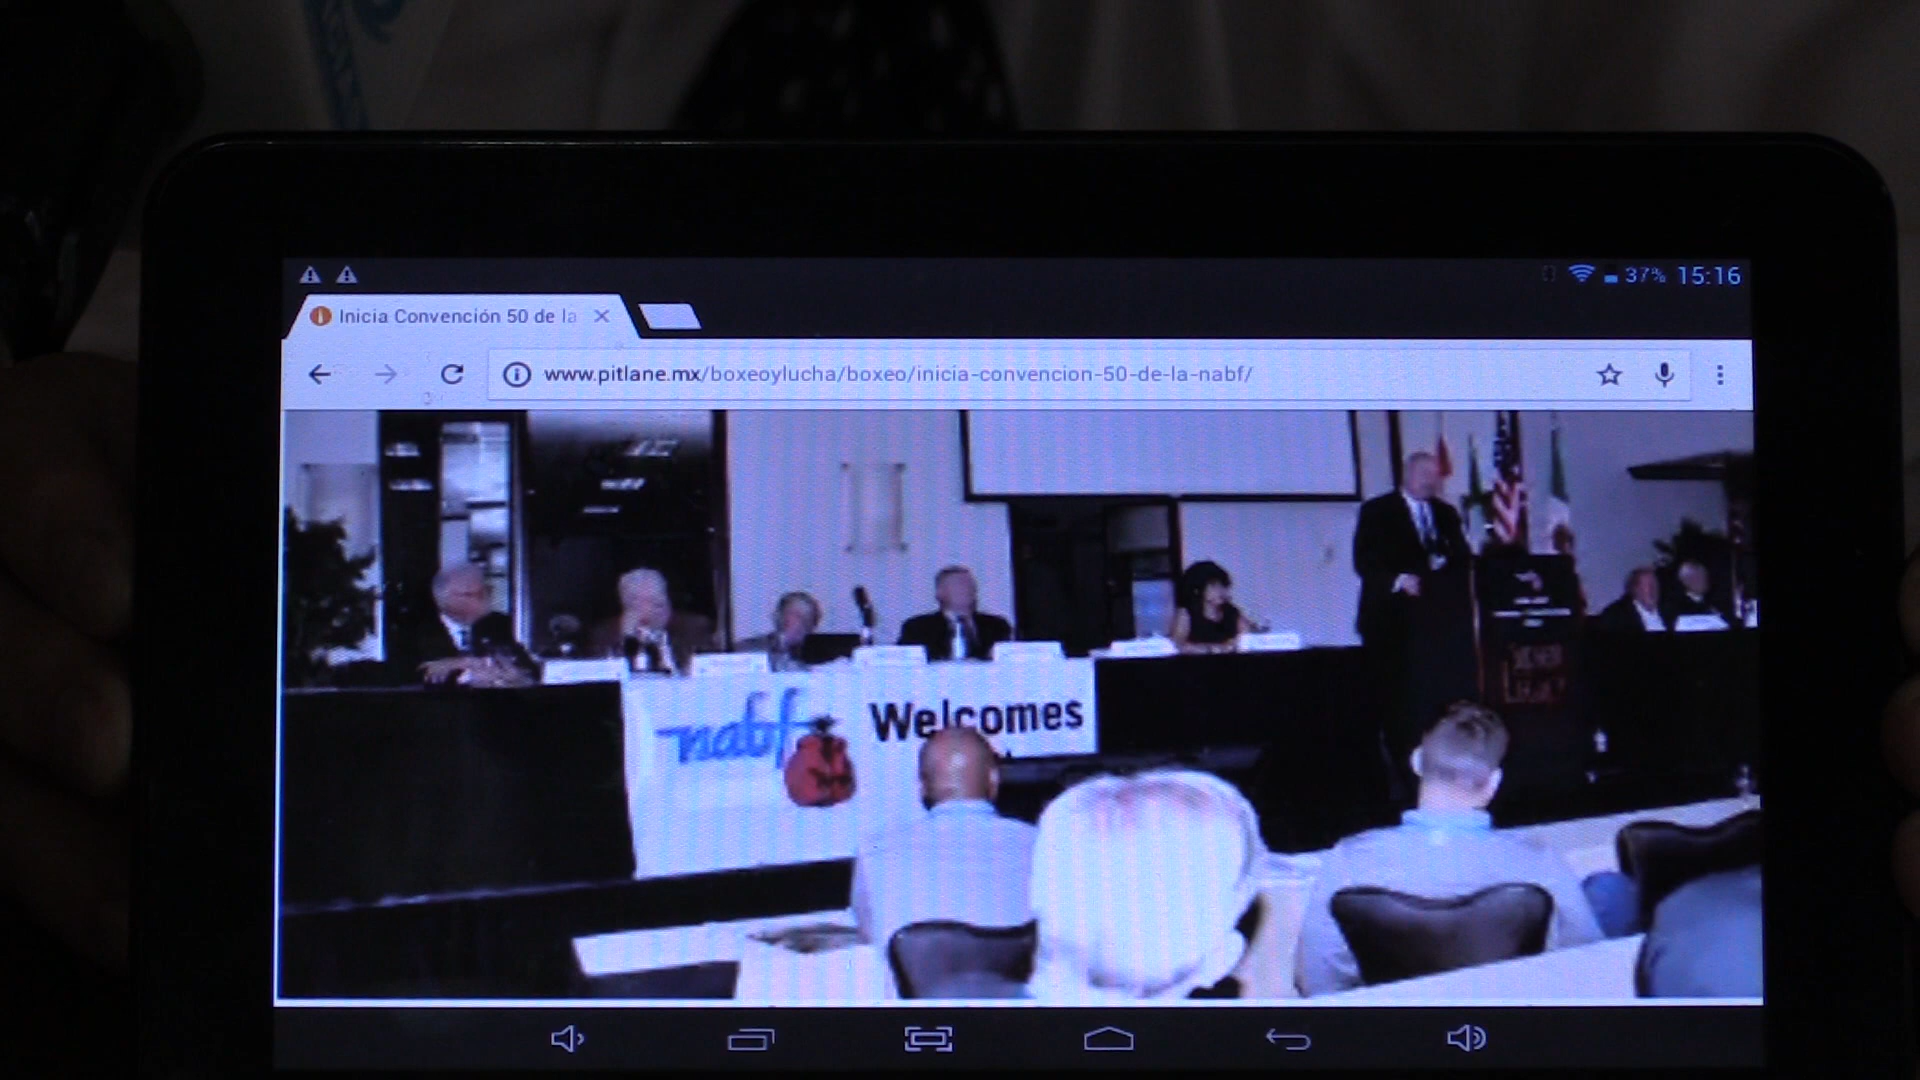 37% 15:16
Inicia Convención 50 de la
www.pitlane.mx/boxeoylucha/boxeo/inicia-convencion-50-de-la-nabf/
nabf Welcomes